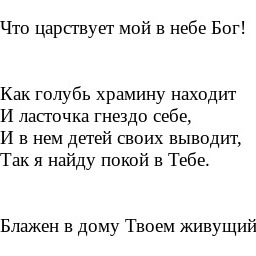 Что царствует мой в небе Бог!
Как голубь храмину находит
И ласточка гнездо себе,
И в нем детей своих выводит,
Так я найду покой в Тебе.
Блажен в дому Твоем живущий